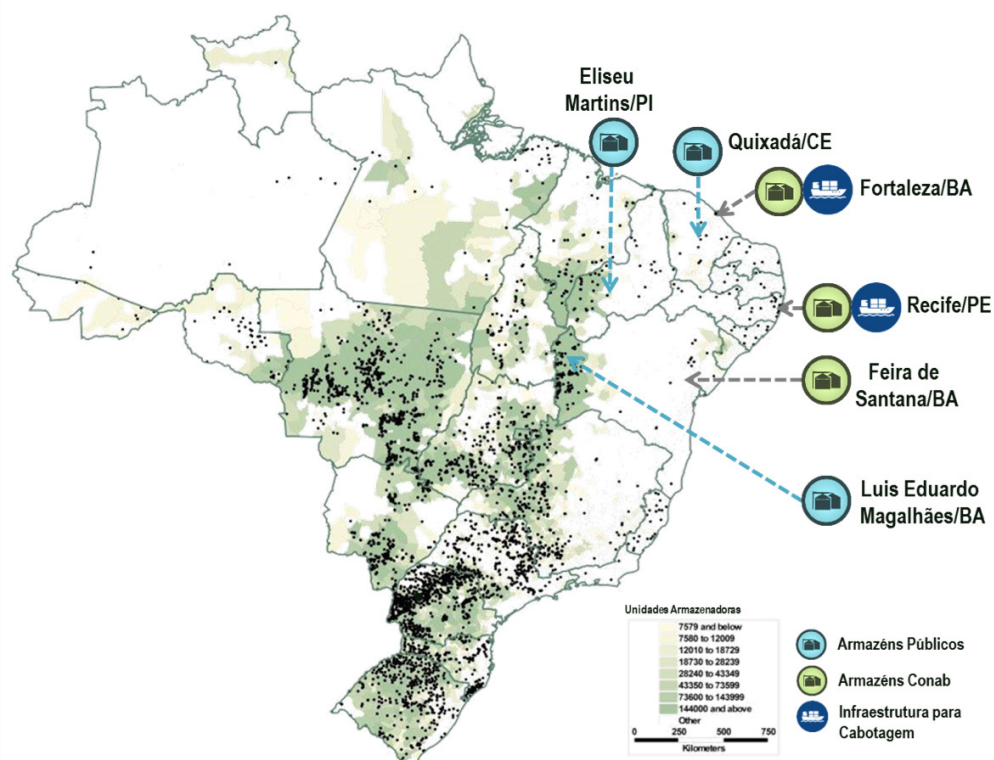 Eliseu
Martins/PI
Quixadá/CE
Fortaleza/BA
Recife/PE
Feira de
Santana/BA
Luis Eduardo
Magalhães/BA
Unidades Armazenadoras
7579 and below
7580 to 12009
12010 to 18729
18730 to 28239
28240 to 43349
43350 to 73599
73600 to 143999
144000 and above
Other
0 250 500 750
Kilometers
Armazéns Públicos
Armazéns Conab
Infraestrutura para
Cabotagem